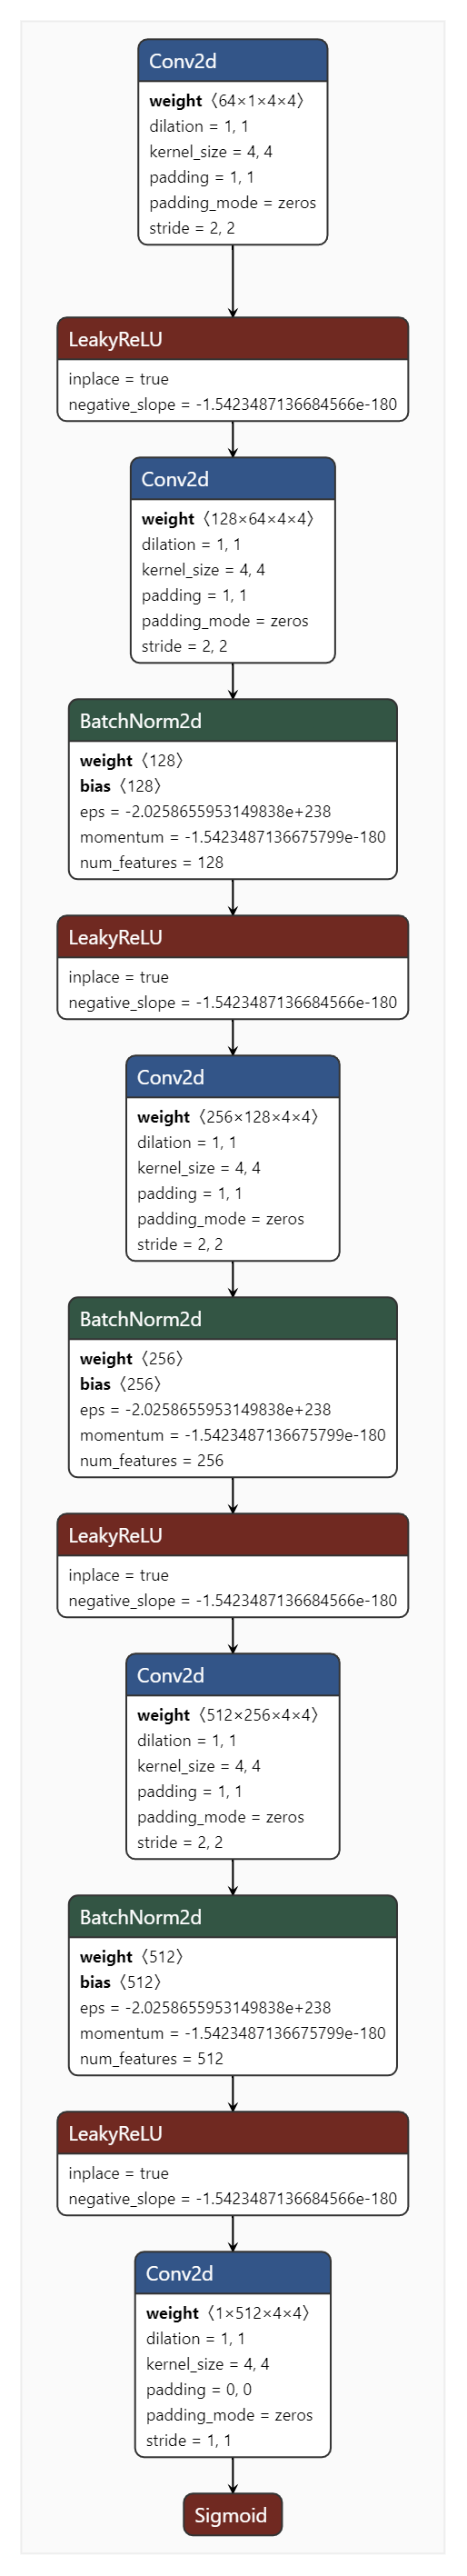 Conv2d
weight〈64×1×4×4〉
dilation = 1, 1
kernel_size = 4, 4
padding = 1, 1
padding_mode = zeros
stride = 2, 2
LeakyReLU
inplace = true
negative_slope = -1.5423487136684566e-180
Conv2d
weight〈128×64×4×4〉
dilation = 1, 1
kernel_size = 4, 4
padding = 1, 1
padding_mode = zeros
stride = 2, 2
BatchNorm2d
weight〈128〉
bias〈128〉
eps = -2.0258655953149838e+238
momentum = -1.5423487136675799e-180
num_features = 128
LeakyReLU
inplace = true
negative_slope = -1.5423487136684566e-180
Conv2d
weight〈256×128×4×4〉
dilation = 1, 1
kernel_size = 4, 4
padding = 1, 1
padding_mode = zeros
stride = 2, 2
BatchNorm2d
weight〈256〉
bias〈256〉
eps = -2.0258655953149838e+238
momentum = -1.5423487136675799e-180
num_features = 256
LeakyReLU
inplace = true
negative_slope = -1.5423487136684566e-180
Conv2d
weight〈512×256×4×4〉
dilation = 1, 1
kernel_size = 4, 4
padding = 1, 1
padding_mode = zeros
stride = 2, 2
BatchNorm2d
weight〈512〉
bias〈512〉
eps = -2.0258655953149838e+238
momentum = -1.5423487136675799e-180
num_features = 512
LeakyReLU
inplace = true
negative_slope = -1.5423487136684566e-180
Conv2d
weight〈1×512×4×4〉
dilation = 1, 1
kernel_size = 4, 4
padding = 0, 0
padding_mode = zeros
stride = 1, 1
Sigmoid